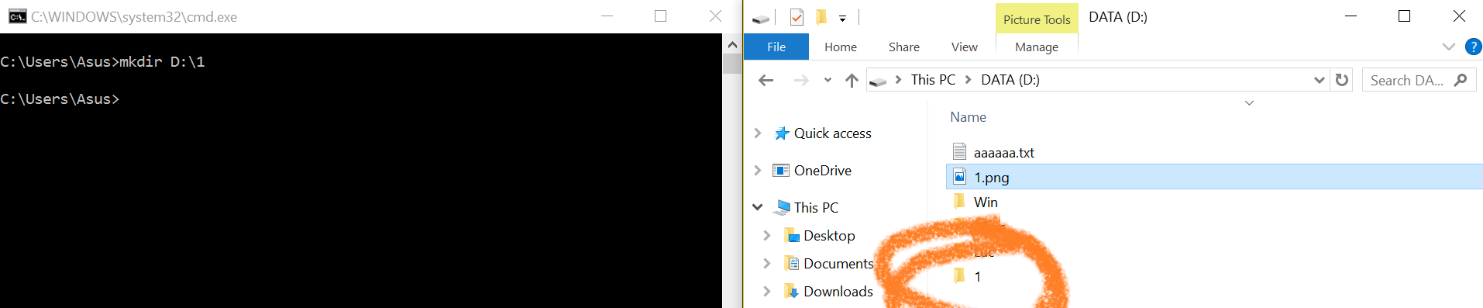 C:\WINDOWS\system32\cmd.exe
C:\Users\Asus>mkdir D:\1
C:\Users\Asus>
Picture Tools
DATA (D:)
File
Home
Share
View
Manage
This PC
DATA (D:)
Search DA...
Name
Quick access
OneDrive
This PC
Desktop
Documents
Downloads
aaaaaa.txt
1.png
Win
1